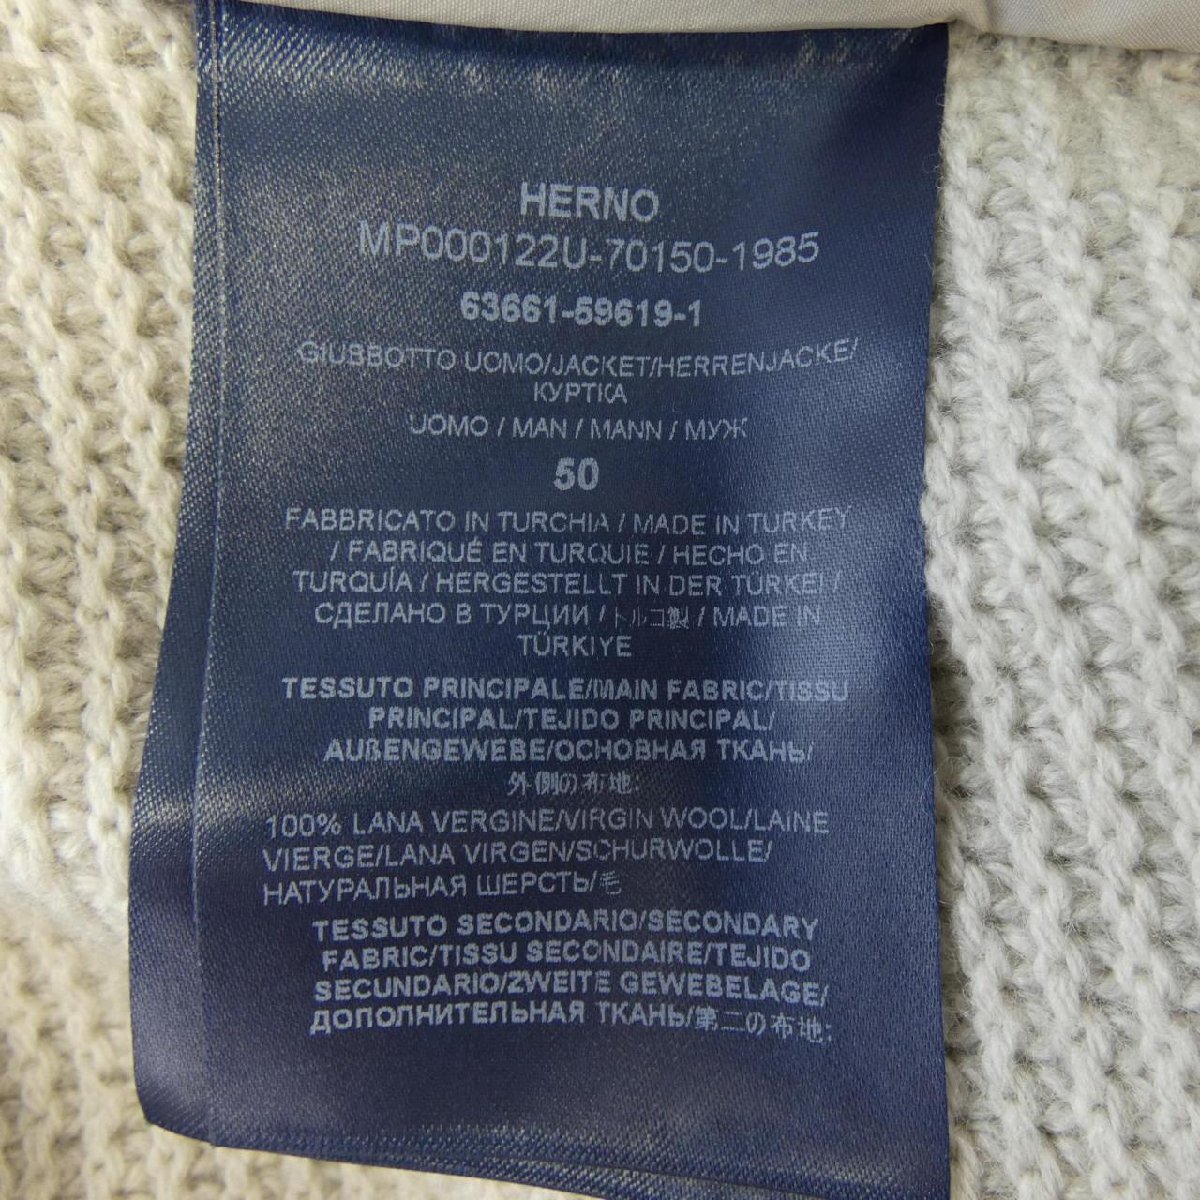 HERNO
MP000122U-70150-1985
63661-59619-1
GIUBBOTTO UOMO/JACKET/HERRENJACKE/
КУРТКА
UOMO / MAN / MANN / МУЖ
50
FABBRICATO IN TURCHIA / MADE IN TURKEY
/ FABRIQUÉ EN TURQUIE / HECHO EN
TURQUÍA / HERGESTELLT IN DER TÜRKEI /
СДЕЛАНО В ТУРЦИИ / トルコ製 / MADE IN
TÜRKIYE
TESSUTO PRINCIPALE/MAIN FABRIC/TISSU
PRINCIPAL/TEJIDO PRINCIPAL/
AUßENGEWEBE/ОСНОВНАЯ ТКАНЬ/
外側の布地:
100% LANA VERGINE/VIRGIN WOOL/LAINE
VIERGE/LANA VIRGEN/SCHURWOLLE/
НАТУРАЛЬНАЯ ШЕРСТЬ/毛
TESSUTO SECONDARIO/SECONDARY
FABRIC/TISSU SECONDAIRE/TEJIDO
SECUNDARIO/ZWEITE GEWEBELAGE/
ДОПОЛНИТЕЛЬНАЯ ТКАНЬ/第二の布地: